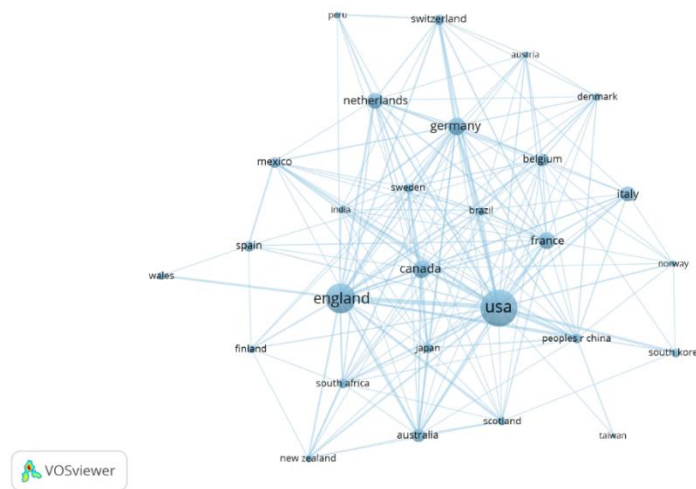 peru
switzerland
austria
netherlands
denmark
germany
belgium
mexico
sweden
italy
india
brazil
spain
france
canada
norway
wales
england
usa
peoples r china
finland
japan
south kore
south africa
scotland
australia
taiwan
new zealand
VOSviewer